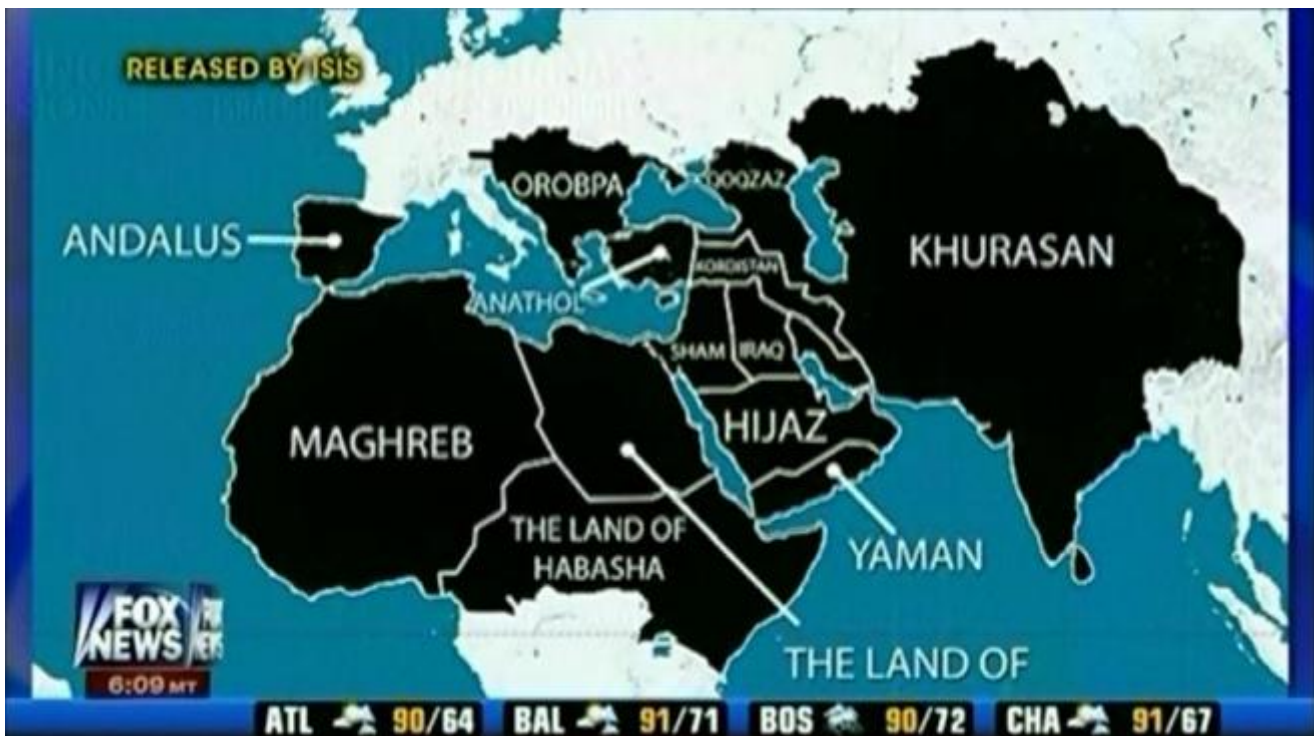 RELEASED BY ISIS
OROBPA
QOQZAZ
ANDALUS
KHURASAN
KORDISTAN
ANATHOL
SHAM
IRAQ
HIJAZ
MAGHREB
THE LAND OF
HABASHA
YAMAN
THE LAND OF
FOX
NEWS
6:09 MT
ATL 90/64 BAL 91/71 BOS 90/72 CHA 91/67